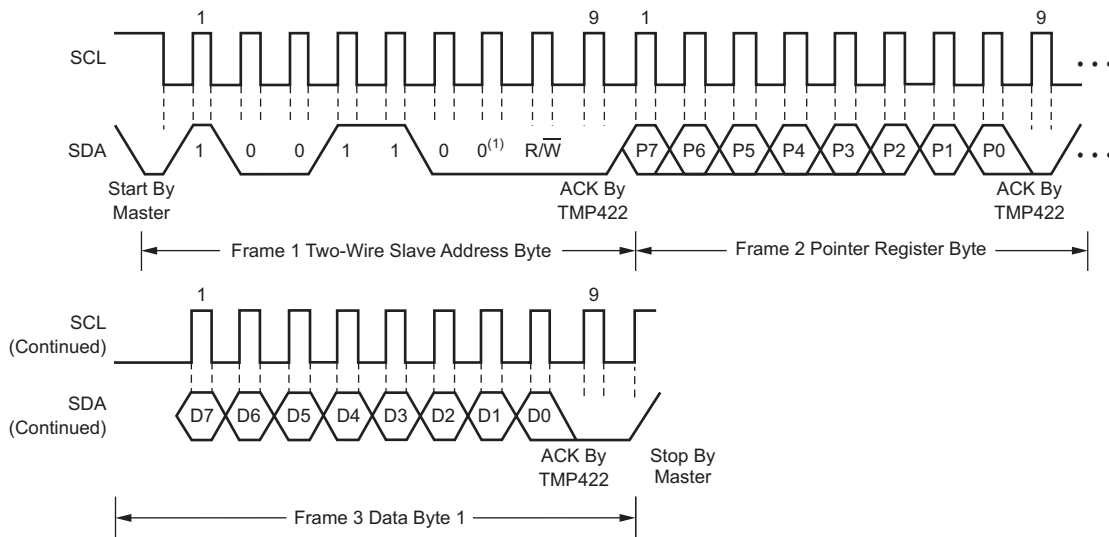 1 9 1 9
SCL
SDA 1 0 0 1 1 0 0(1) R/W̅ P7 P6 P5 P4 P3 P2 P1 P0
Start By
Master
ACK By
TMP422
ACK By
TMP422
Frame 1 Two-Wire Slave Address Byte
Frame 2 Pointer Register Byte
1 9
SCL
(Continued)
SDA
(Continued)
D7 D6 D5 D4 D3 D2 D1 D0
ACK By
TMP422
Stop By
Master
Frame 3 Data Byte 1